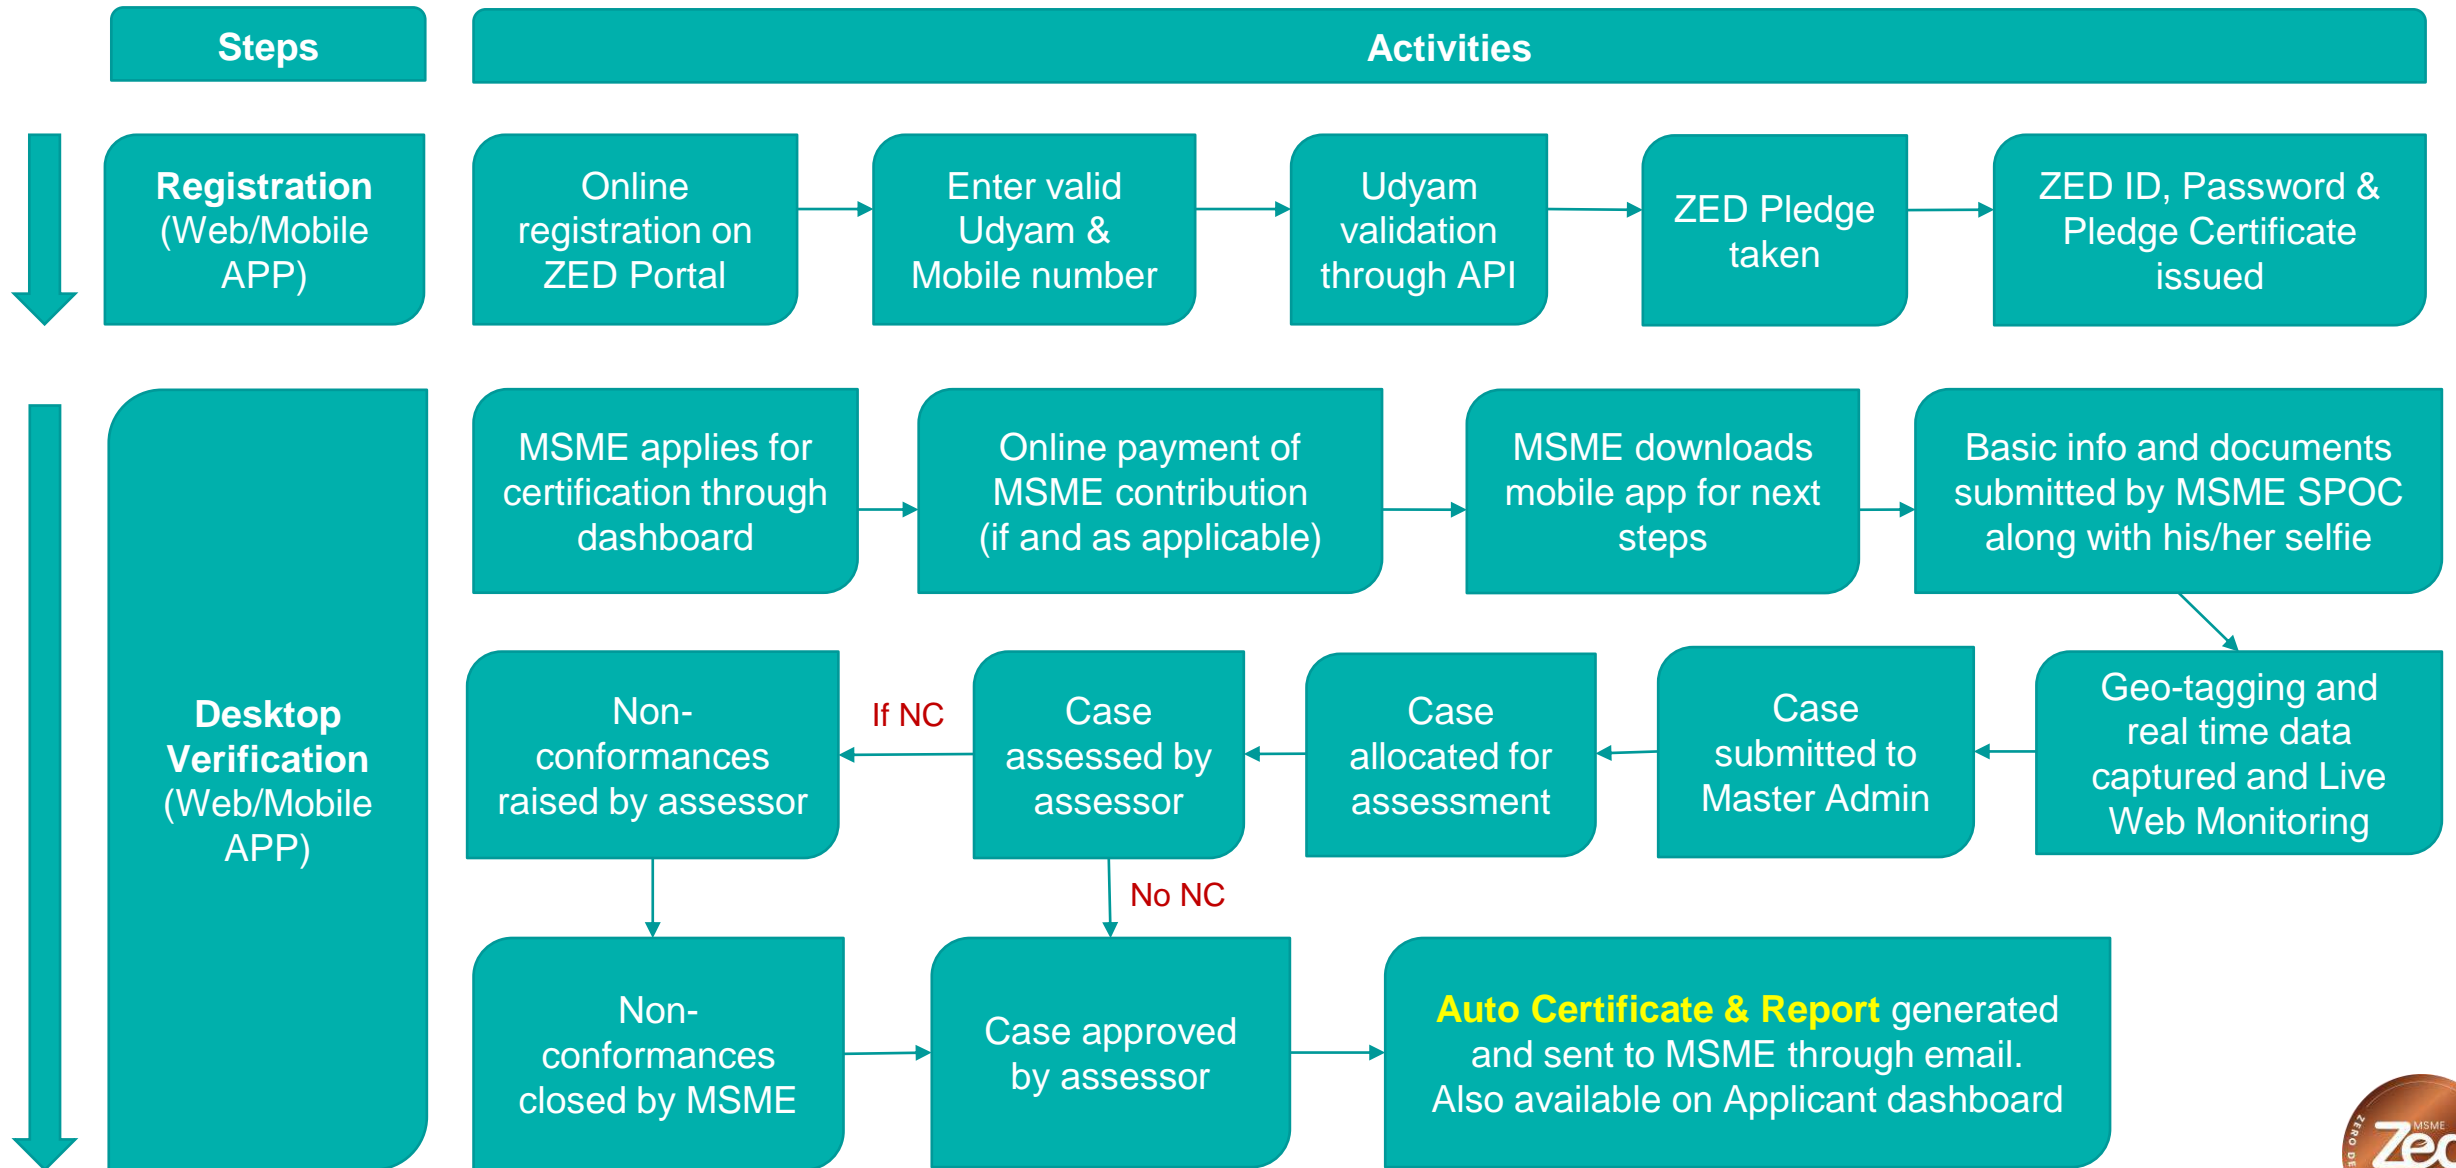 Steps
Activities
Registration
(Web/Mobile
APP)
Online
registration on
ZED Portal
Enter valid
Udyam &
Mobile number
Udyam
validation
through API
ZED Pledge
taken
ZED ID, Password &
Pledge Certificate
issued
Desktop
Verification
(Web/Mobile
APP)
MSME applies for
certification through
dashboard
Online payment of
MSME contribution
(if and as applicable)
MSME downloads
mobile app for next
steps
Basic info and documents
submitted by MSME SPOC
along with his/her selfie
Geo-tagging and
real time data
captured and Live
Web Monitoring
Case
submitted to
Master Admin
Case
allocated for
assessment
Case
assessed by
assessor
If NC
Non-
conformances
raised by assessor
No NC
Non-
conformances
closed by MSME
Case approved
by assessor
Auto Certificate & Report generated
and sent to MSME through email.
Also available on Applicant dashboard
MSME
ZERO